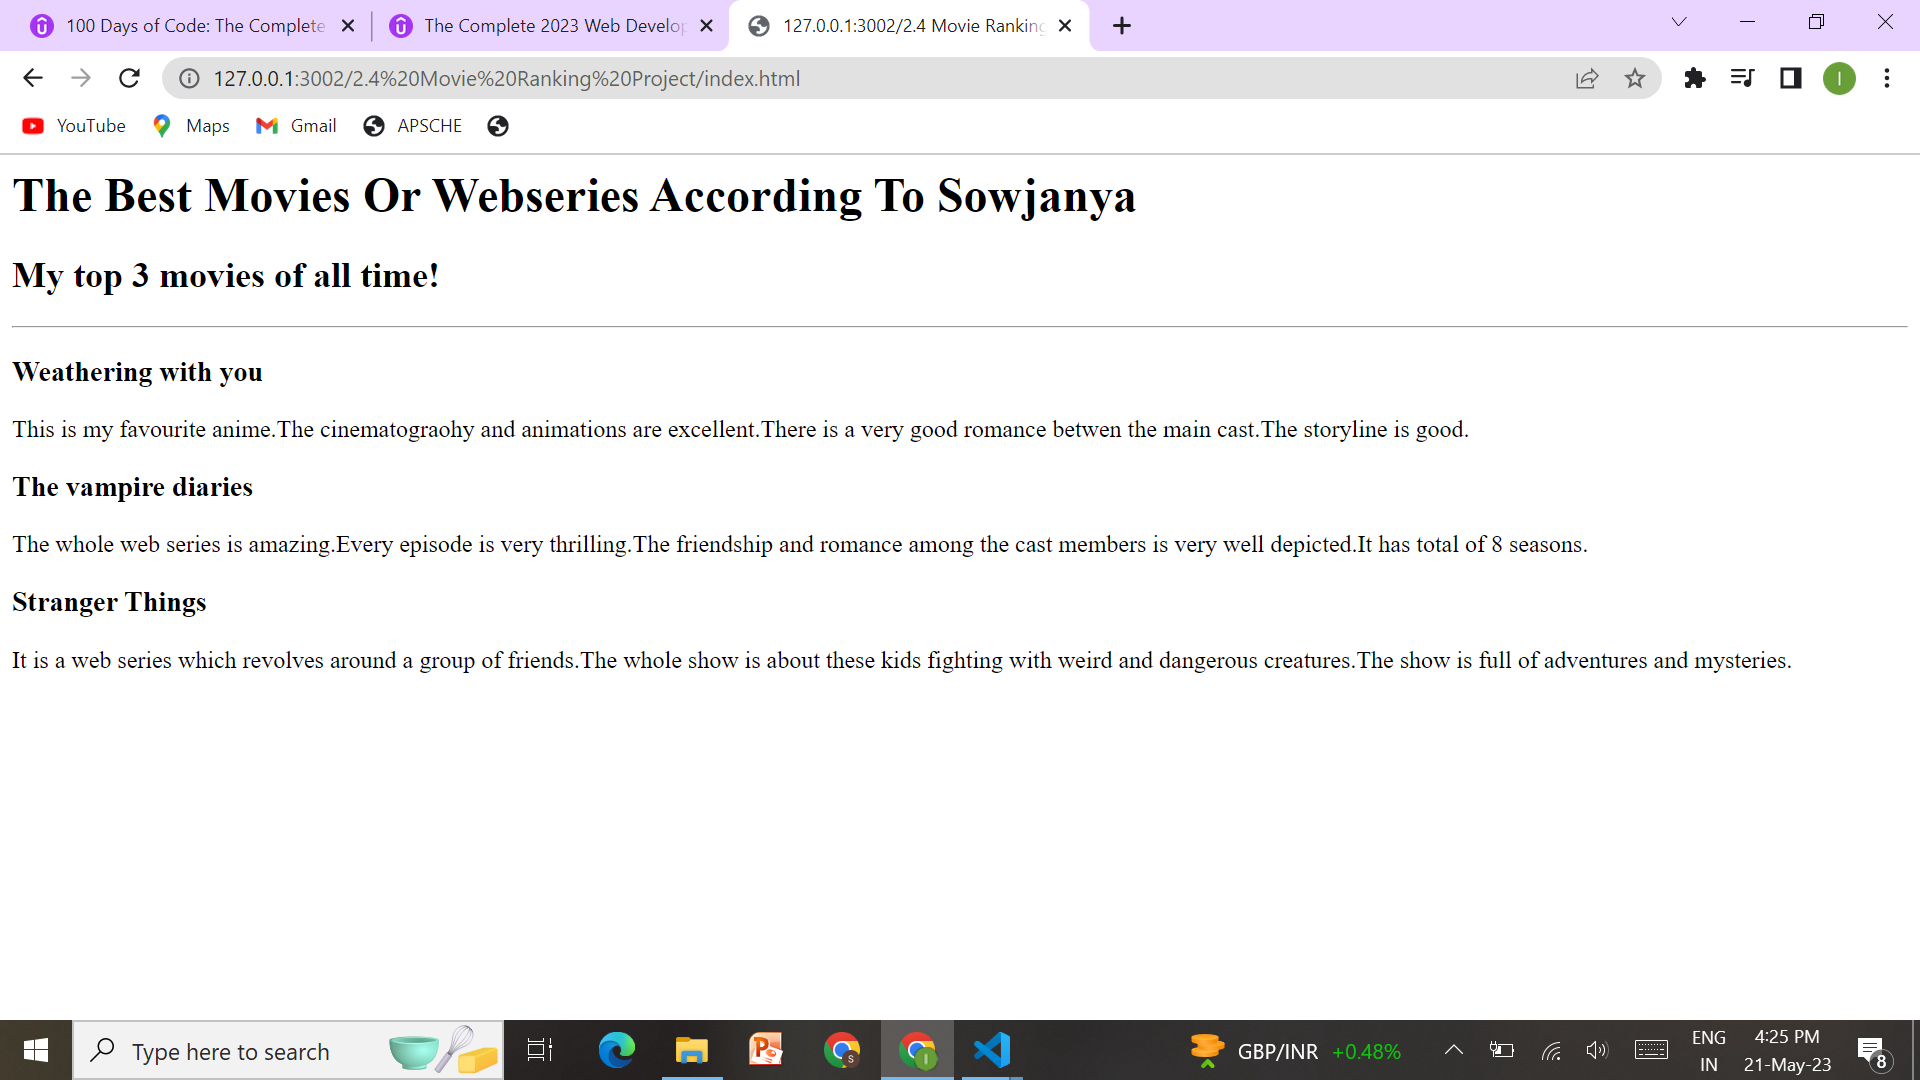 100 Days of Code: The Complete
The Complete 2023 Web Develop
127.0.0.1:3002/2.4 Movie Ranking
127.0.0.1:3002/2.4%20Movie%20Ranking%20Project/index.html
YouTube
Maps
Gmail
APSCHE
The Best Movies Or Webseries According To Sowjanya
My top 3 movies of all time!
Weathering with you
This is my favourite anime.The cinematograohy and animations are excellent.There is a very good romance betwen the main cast.The storyline is good.
The vampire diaries
The whole web series is amazing.Every episode is very thrilling.The friendship and romance among the cast members is very well depicted.It has total of 8 seasons.
Stranger Things
It is a web series which revolves around a group of friends.The whole show is about these kids fighting with weird and dangerous creatures.The show is full of adventures and mysteries.
Type here to search
GBP/INR +0.48%
ENG
IN
4:25 PM
21-May-23
8